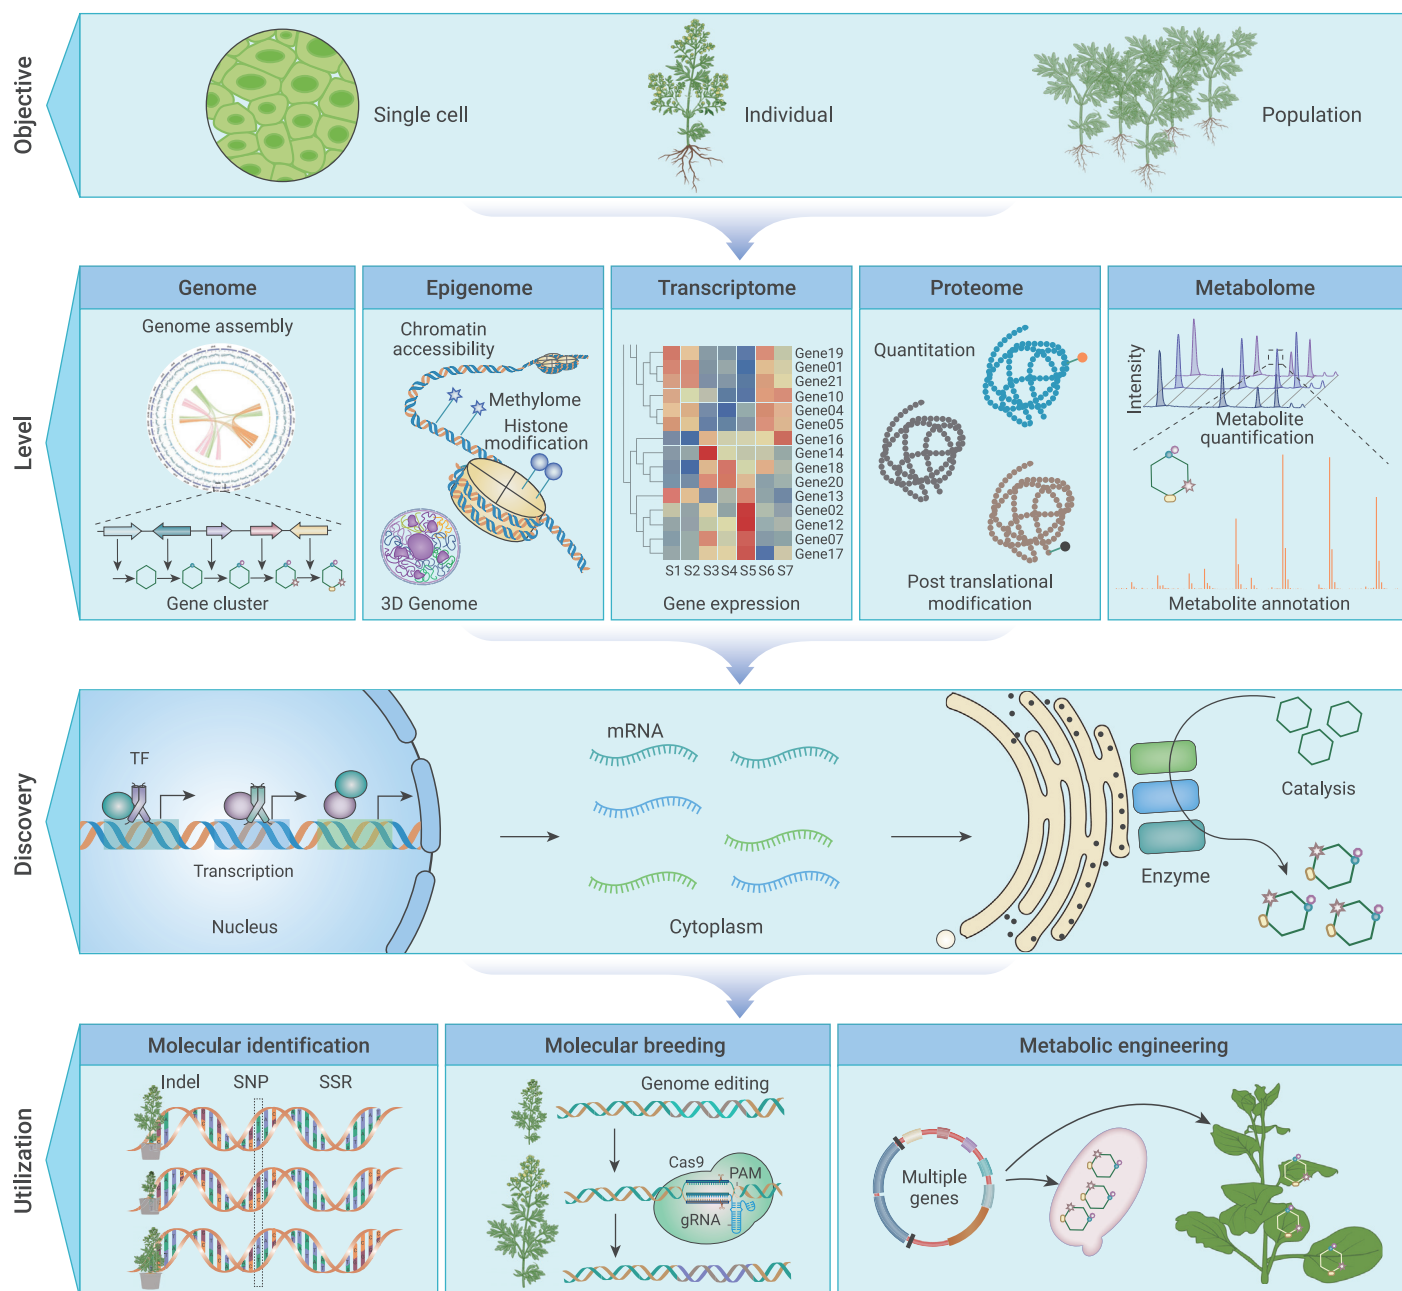 Objective
Single cell
Individual
Population
Level
Genome
Genome assembly
Gene cluster
Epigenome
Chromatin
accessibility
Methylome
Histone
modification
3D Genome
Transcriptome
Gene19
Gene01
Gene21
Gene10
Gene04
Gene05
Gene16
Gene14
Gene18
Gene20
Gene13
Gene02
Gene12
Gene07
Gene17
S1 S2 S3 S4 S5 S6 S7
Gene expression
Proteome
Quantitation
Post translational
modification
Metabolome
Intensity
Metabolite
quantification
Metabolite annotation
Discovery
TF
Transcription
Nucleus
mRNA
Cytoplasm
Enzyme
Catalysis
Utilization
Molecular identification
Indel SNP SSR
Molecular breeding
Genome editing
Cas9
PAM
gRNA
Metabolic engineering
Multiple
genes